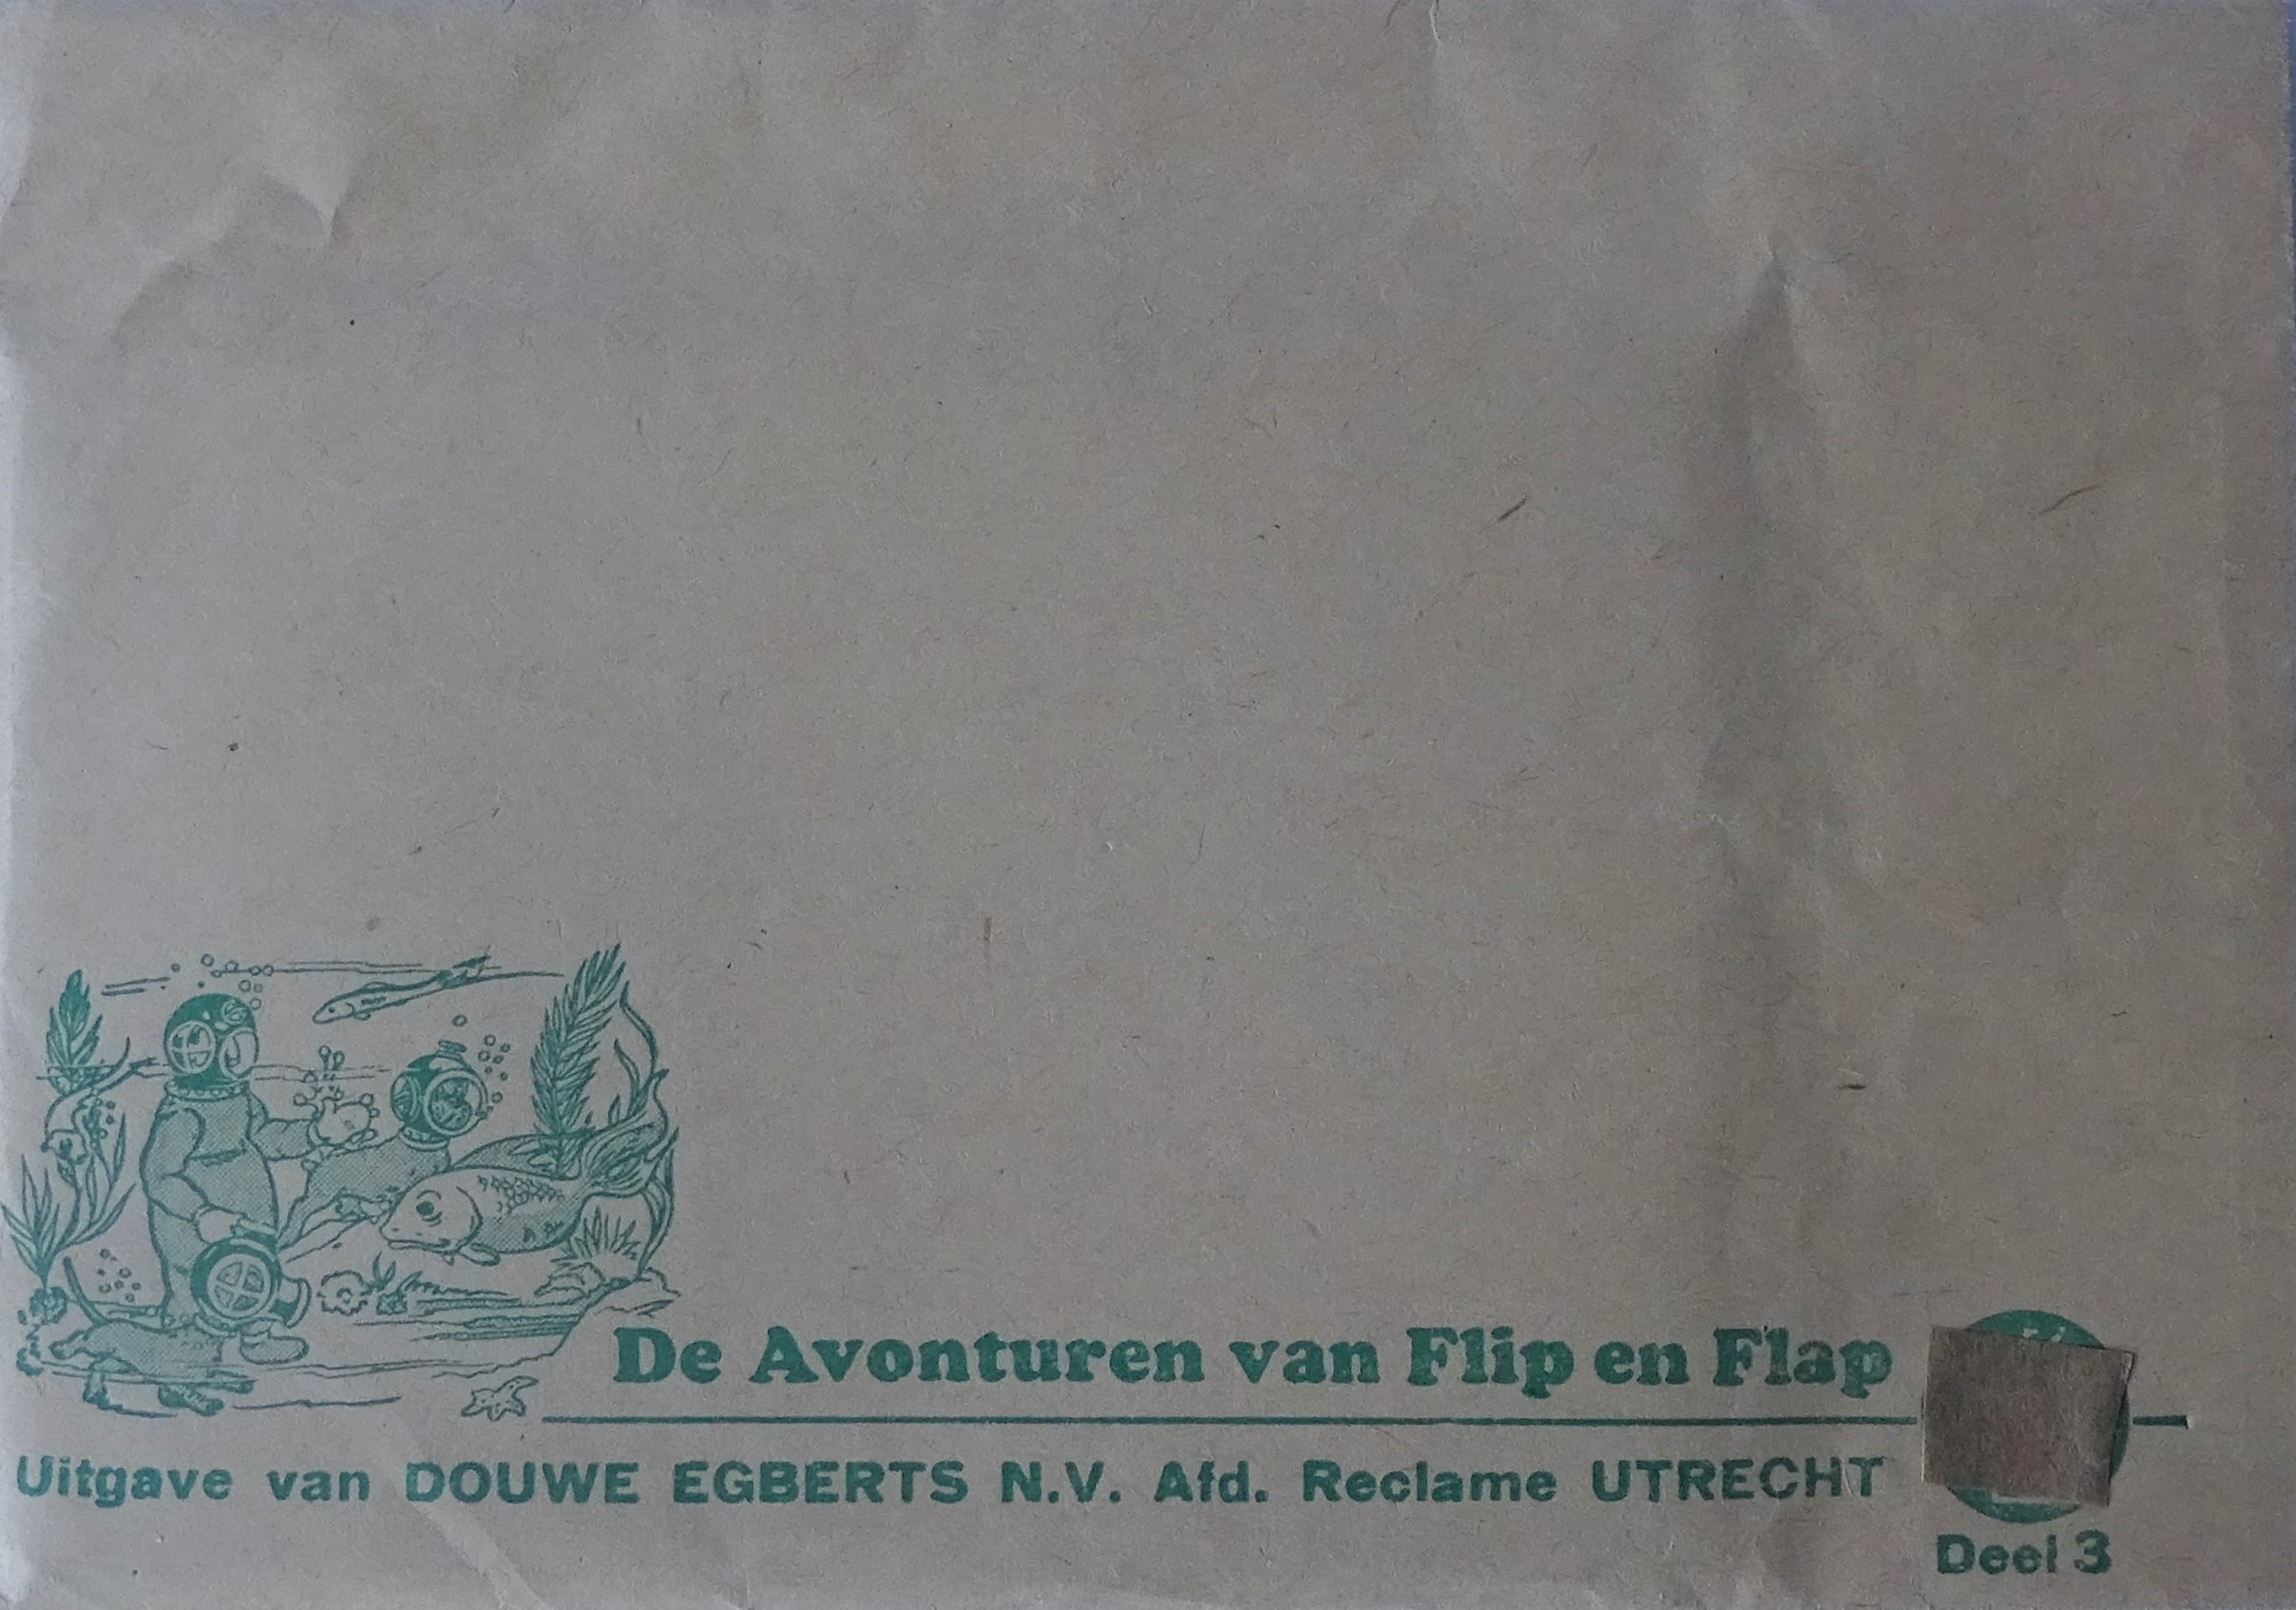 De Avonturen van Flip en Flap
Uitgave van DOUWE EGBERTS N.V. Afd. Reclame UTRECHT
Deel 3